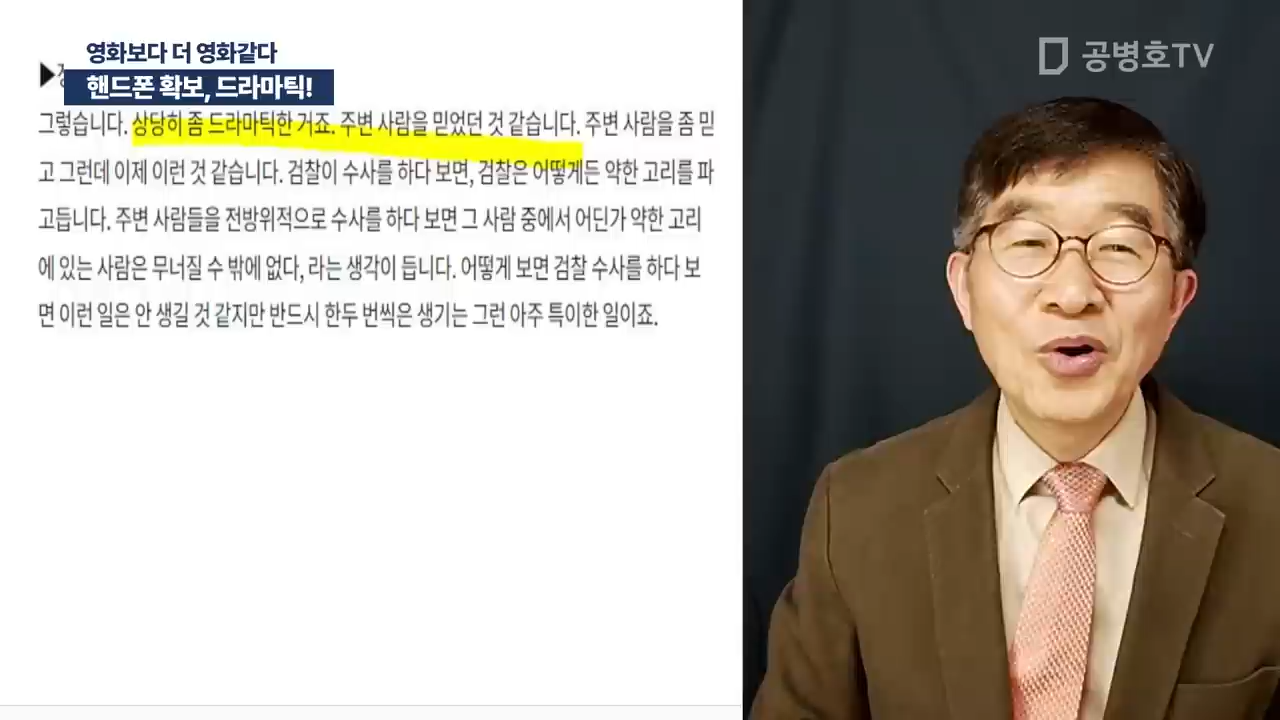 영화보다 더 영화같다
핸드폰 확보, 드라마틱!
공병호TV
그렇습니다. 상당히 좀 드라마틱한 거죠. 주변 사람을 믿었던 것 같습니다. 주변 사람을 좀 믿
고 그런데 이제 이런 것 같습니다. 검찰이 수사를 하다 보면, 검찰은 어떻게든 약한 고리를 파
고듭니다. 주변 사람들을 전방위적으로 수사를 하다 보면 그 사람 중에서 어딘가 약한 고리
에 있는 사람은 무너질 수 밖에 없다, 라는 생각이 듭니다. 어떻게 보면 검찰 수사를 하다 보
면 이런 일은 안 생길 것 같지만 반드시 한두 번씩은 생기는 그런 아주 특이한 일이죠.